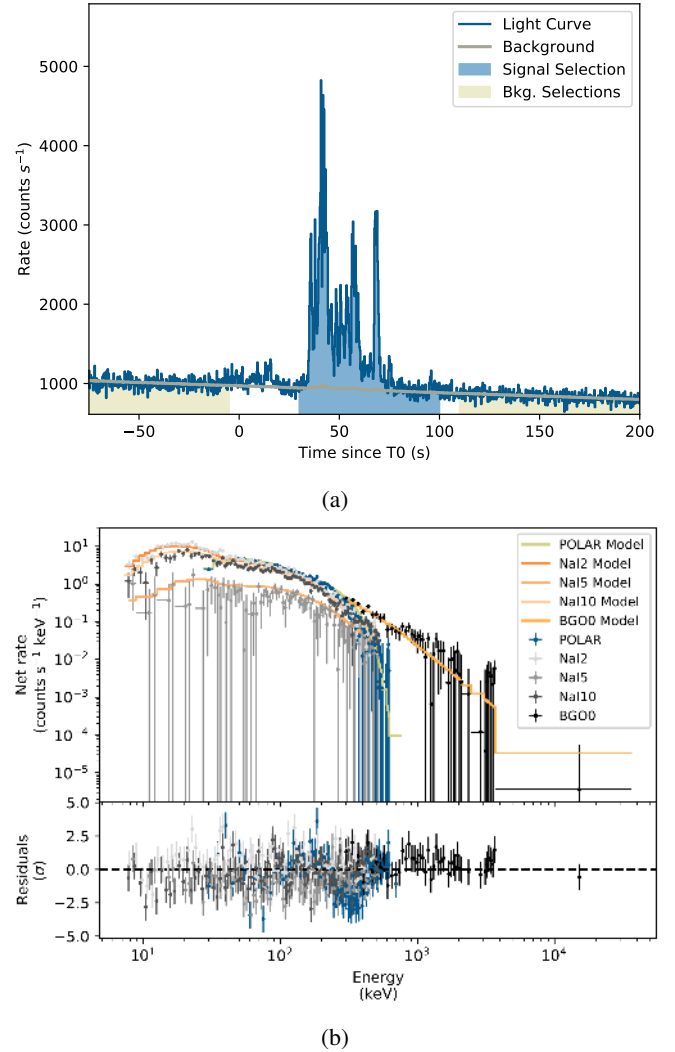 Light Curve
Background
Signal Selection
Bkg. Selections
5000
4000
3000
2000
1000
Rate (counts s⁻¹)
−50
0
50
100
150
200
Time since T0 (s)
(a)
10¹
10⁰
10⁻¹
10⁻²
10⁻³
10⁻⁴
10⁻⁵
Net rate
(counts s⁻¹ keV⁻¹)
POLAR Model
NaI2 Model
NaI5 Model
NaI10 Model
BGO0 Model
POLAR
NaI2
NaI5
NaI10
BGO0
5.0
2.5
0.0
−2.5
−5.0
Residuals
(σ)
10¹
10²
10³
10⁴
Energy
(keV)
(b)